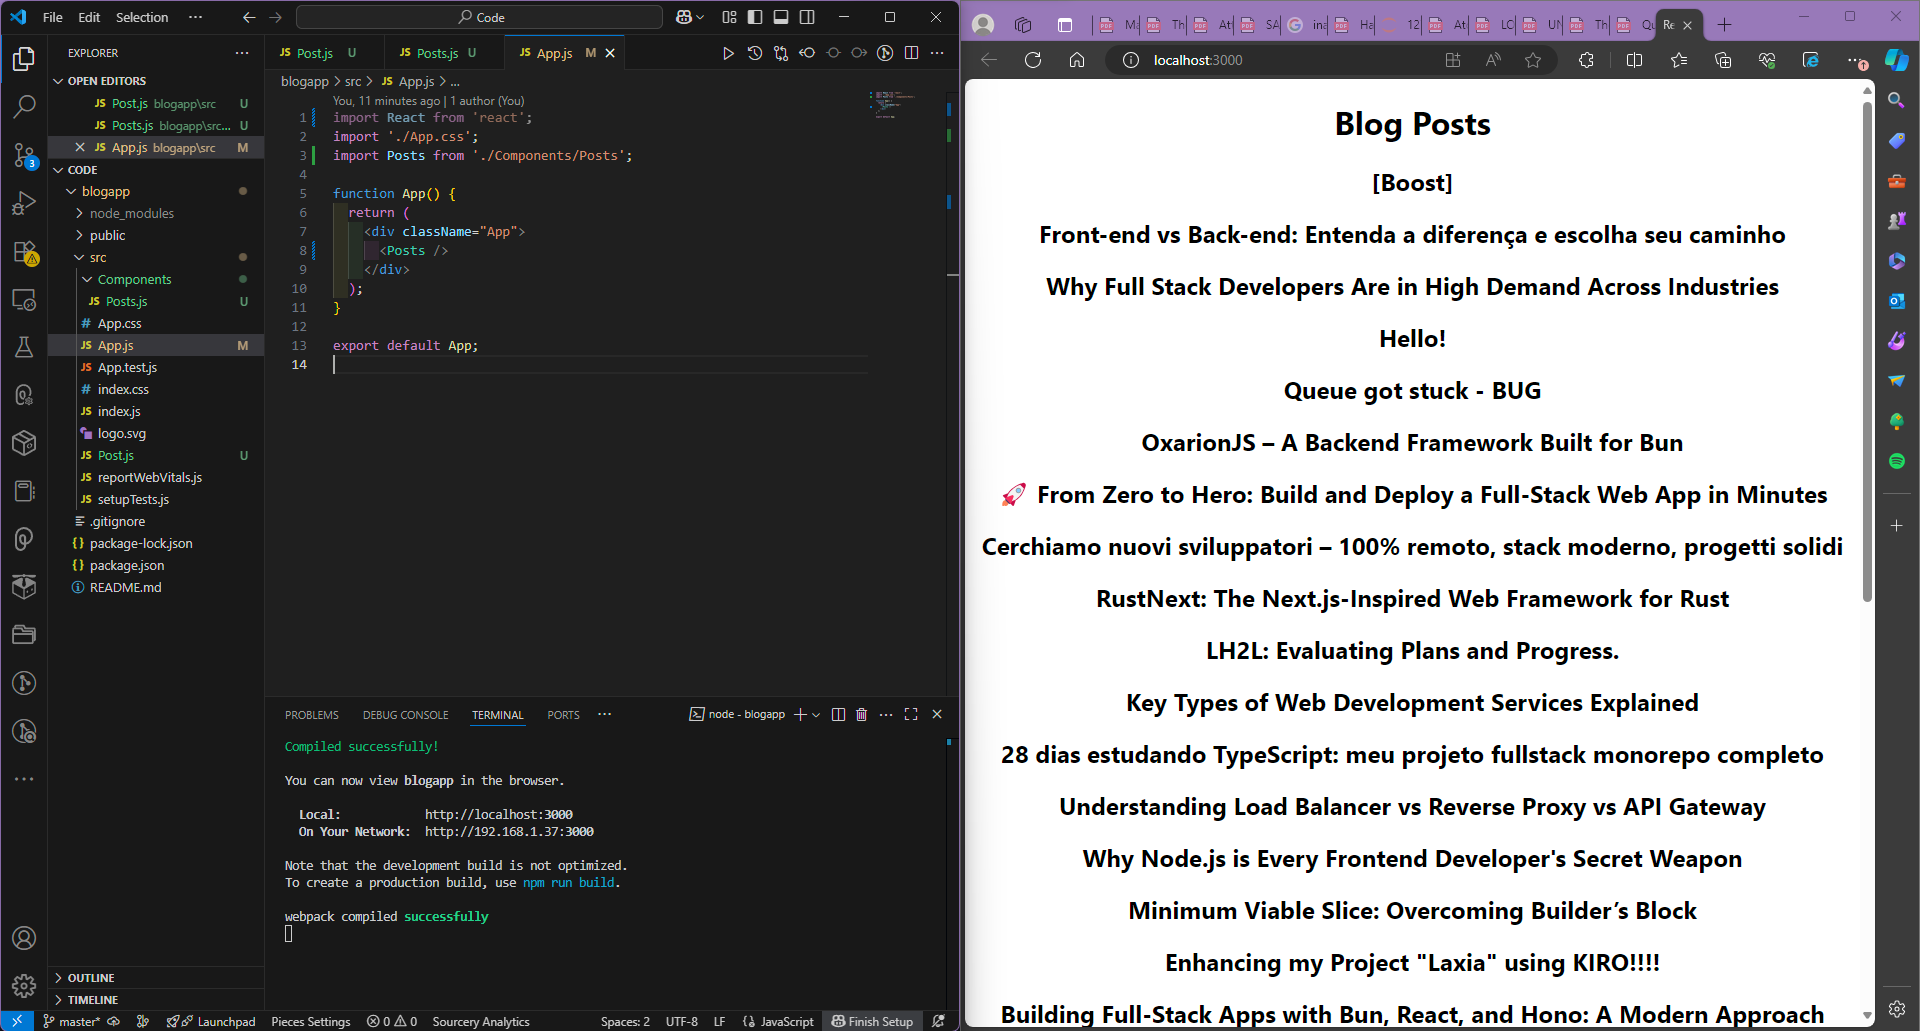 File Edit Selection ··· Code
EXPLORER
OPEN EDITORS
JS Post.js blogapp\src U
JS Posts.js blogapp\src... U
JS App.js blogapp\src M
CODE
blogapp
node_modules
public
src
Components
JS Posts.js U
# App.css
JS App.js M
JS App.test.js
# index.css
JS index.js
logo.svg
JS Post.js U
JS reportWebVitals.js
JS setupTests.js
.gitignore
{} package-lock.json
{} package.json
README.md
OUTLINE
TIMELINE
3
JS Post.js U JS Posts.js U JS App.js M
blogapp > src > JS App.js > ...
You, 11 minutes ago | 1 author (You)
1 import React from 'react';
2 import './App.css';
3 import Posts from './Components/Posts';
4
5 function App() {
6 return (
7 <div className="App">
8 <Posts />
9 </div>
10 );
11 }
12
13 export default App;
14
PROBLEMS DEBUG CONSOLE TERMINAL PORTS ··· node - blogapp
Compiled successfully!
You can now view blogapp in the browser.
Local: http://localhost:3000
On Your Network: http://192.168.1.37:3000
Note that the development build is not optimized.
To create a production build, use npm run build.
webpack compiled successfully
master* Launchpad Pieces Settings 0 0 Sourcery Analytics Spaces: 2 UTF-8 LF {} JavaScript Finish Setup
localhost:3000
Blog Posts
[Boost]
Front-end vs Back-end: Entenda a diferença e escolha seu caminho
Why Full Stack Developers Are in High Demand Across Industries
Hello!
Queue got stuck - BUG
OxarionJS – A Backend Framework Built for Bun
🚀 From Zero to Hero: Build and Deploy a Full-Stack Web App in Minutes
Cerchiamo nuovi sviluppatori – 100% remoto, stack moderno, progetti solidi
RustNext: The Next.js-Inspired Web Framework for Rust
LH2L: Evaluating Plans and Progress.
Key Types of Web Development Services Explained
28 dias estudando TypeScript: meu projeto fullstack monorepo completo
Understanding Load Balancer vs Reverse Proxy vs API Gateway
Why Node.js is Every Frontend Developer's Secret Weapon
Minimum Viable Slice: Overcoming Builder’s Block
Enhancing my Project "Laxia" using KIRO!!!!
Building Full-Stack Apps with Bun, React, and Hono: A Modern Approach